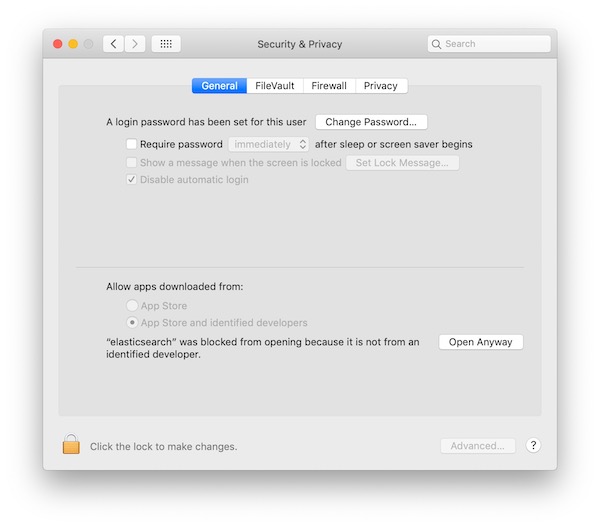 Security & Privacy
Search
General FileVault Firewall Privacy
A login password has been set for this user Change Password...
Require password immediately after sleep or screen saver begins
Show a message when the screen is locked Set Lock Message...
Disable automatic login
Allow apps downloaded from:
App Store
App Store and identified developers
“elasticsearch” was blocked from opening because it is not from an Open Anyway
identified developer.
Click the lock to make changes. Advanced... ?